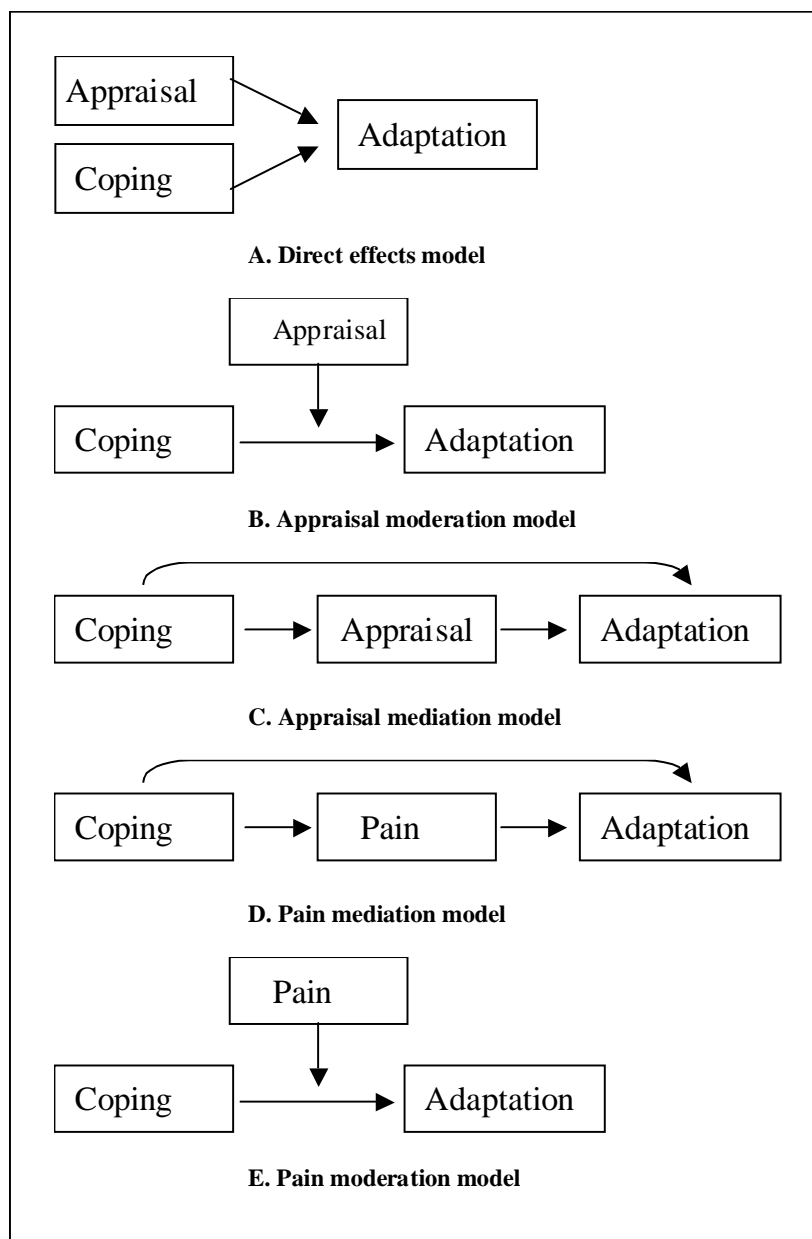 Appraisal
Adaptation
Coping
A. Direct effects model
Appraisal
Coping
Adaptation
B. Appraisal moderation model
Coping
Appraisal
Adaptation
C. Appraisal mediation model
Coping
Pain
Adaptation
D. Pain mediation model
Pain
Coping
Adaptation
E. Pain moderation model